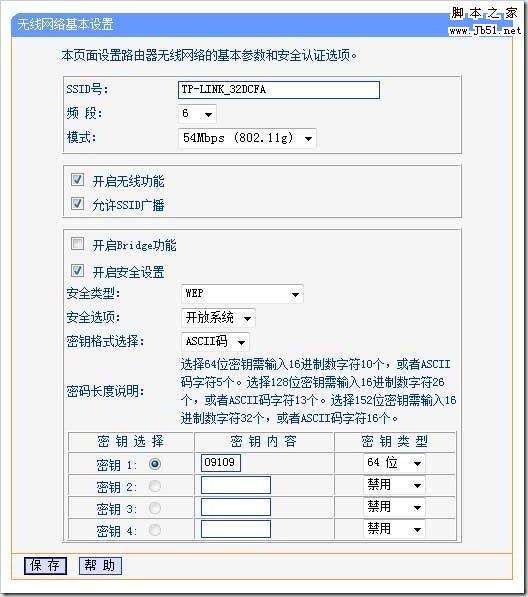 无线网络基本设置
脚本之家
www.Jb51.net
本页面设置路由器无线网络的基本参数和安全认证选项。
SSID号: TP-LINK_32DCFA
频 段: 6
模式: 54Mbps (802.11g)
开启无线功能
允许SSID广播
开启Bridge功能
开启安全设置
安全类型: WEP
安全选项: 开放系统
密钥格式选择: ASCII码
密码长度说明:
选择64位密钥需输入16进制数字符10个，或者ASCII
码字符5个。选择128位密钥需输入16进制数字符26
个，或者ASCII码字符13个。选择152位密钥需输入16
进制数字符32个，或者ASCII码字符16个。
密 钥 选 择 密 钥 内 容 密 钥 类 型
密钥 1: 09109 64 位
密钥 2: 禁用
密钥 3: 禁用
密钥 4: 禁用
保 存 帮 助